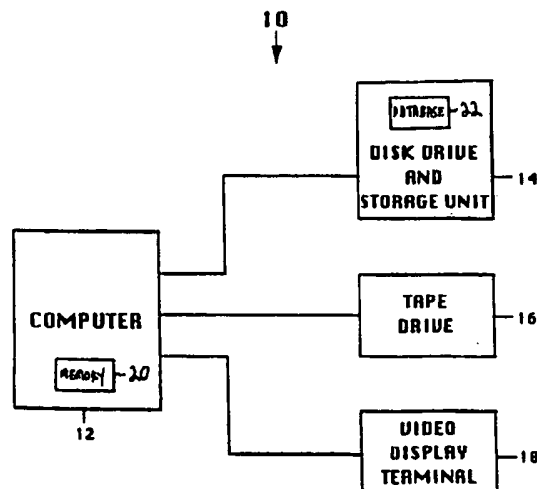 10
DATABASE 22
DISK DRIVE
AND
STORAGE UNIT
14
COMPUTER
MEMORY 20
12
TAPE
DRIVE
16
VIDEO
DISPLAY
TERMINAL
18